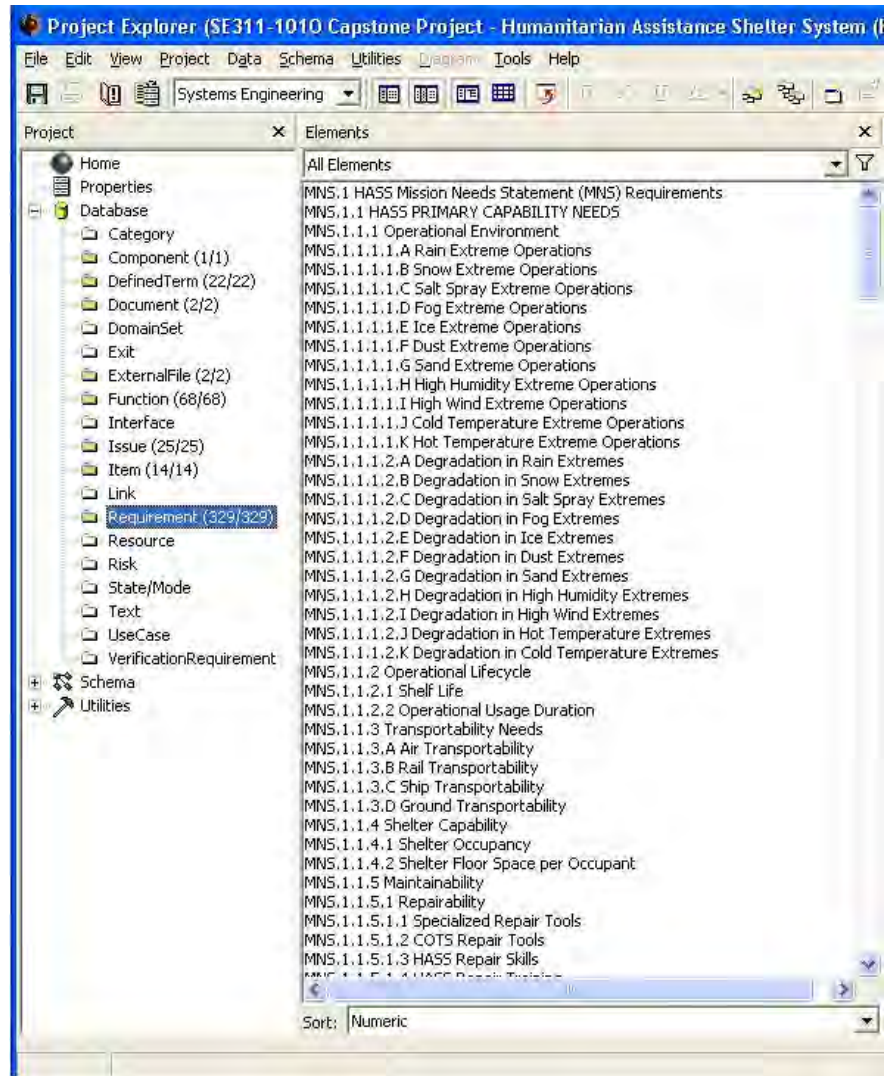 Project Explorer (SE311-101O Capstone Project - Humanitarian Assistance Shelter System (
File Edit View Project Data Schema Utilities Diagram Tools Help
Systems Engineering
Project
Home
Properties
Database
Category
Component (1/1)
DefinedTerm (22/22)
Document (2/2)
DomainSet
Exit
ExternalFile (2/2)
Function (68/68)
Interface
Issue (25/25)
Item (14/14)
Link
Requirement (329/329)
Resource
Risk
State/Mode
Text
UseCase
VerificationRequirement
Schema
Utilities
Elements
All Elements
MNS.1 HASS Mission Needs Statement (MNS) Requirements
MNS.1.1 HASS PRIMARY CAPABILITY NEEDS
MNS.1.1.1 Operational Environment
MNS.1.1.1.1.A Rain Extreme Operations
MNS.1.1.1.1.B Snow Extreme Operations
MNS.1.1.1.1.C Salt Spray Extreme Operations
MNS.1.1.1.1.D Fog Extreme Operations
MNS.1.1.1.1.E Ice Extreme Operations
MNS.1.1.1.1.F Dust Extreme Operations
MNS.1.1.1.1.G Sand Extreme Operations
MNS.1.1.1.1.H High Humidity Extreme Operations
MNS.1.1.1.1.I High Wind Extreme Operations
MNS.1.1.1.1.J Cold Temperature Extreme Operations
MNS.1.1.1.1.K Hot Temperature Extreme Operations
MNS.1.1.1.2.A Degradation in Rain Extremes
MNS.1.1.1.2.B Degradation in Snow Extremes
MNS.1.1.1.2.C Degradation in Salt Spray Extremes
MNS.1.1.1.2.D Degradation in Fog Extremes
MNS.1.1.1.2.E Degradation in Ice Extremes
MNS.1.1.1.2.F Degradation in Dust Extremes
MNS.1.1.1.2.G Degradation in Sand Extremes
MNS.1.1.1.2.H Degradation in High Humidity Extremes
MNS.1.1.1.2.I Degradation in High Wind Extremes
MNS.1.1.1.2.J Degradation in Hot Temperature Extremes
MNS.1.1.1.2.K Degradation in Cold Temperature Extremes
MNS.1.1.2 Operational Lifecycle
MNS.1.1.2.1 Shelf Life
MNS.1.1.2.2 Operational Usage Duration
MNS.1.1.3 Transportability Needs
MNS.1.1.3.A Air Transportability
MNS.1.1.3.B Rail Transportability
MNS.1.1.3.C Ship Transportability
MNS.1.1.3.D Ground Transportability
MNS.1.1.4 Shelter Capability
MNS.1.1.4.1 Shelter Occupancy
MNS.1.1.4.2 Shelter Floor Space per Occupant
MNS.1.1.5 Maintainability
MNS.1.1.5.1 Repairability
MNS.1.1.5.1.1 Specialized Repair Tools
MNS.1.1.5.1.2 COTS Repair Tools
MNS.1.1.5.1.3 HASS Repair Skills
Sort: Numeric